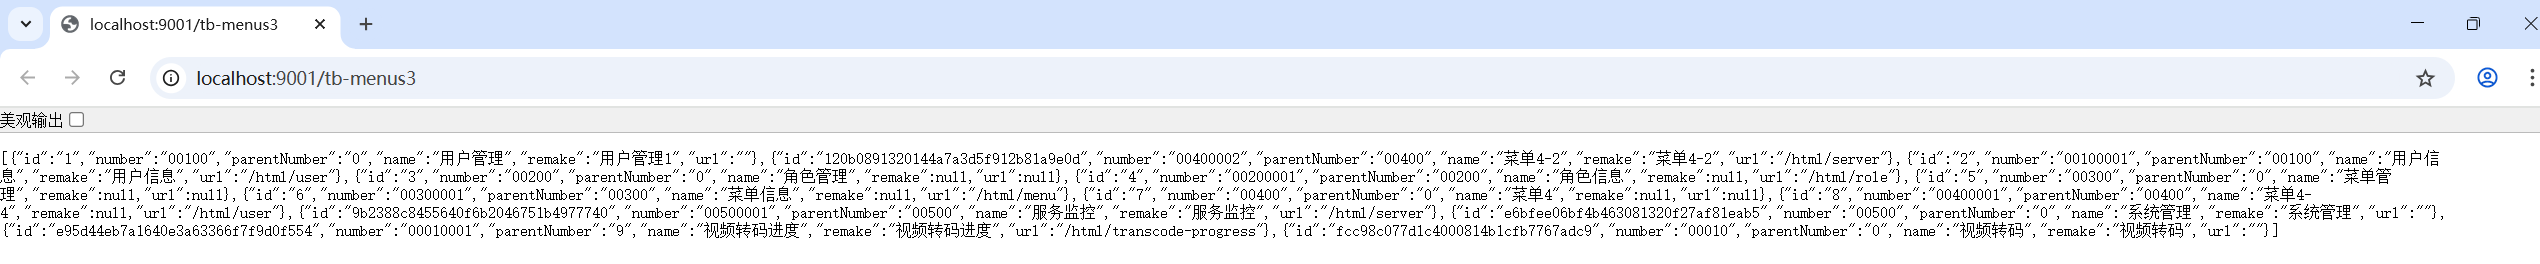 localhost:9001/tb-menus3
localhost:9001/tb-menus3
美观输出
[{"id":"1","number":"00100","parentNumber":"0","name":"用户管理","remake":"用户管理1","url":""},{"id":"120b0891320144a7a3d5f912b81a9e0d","number":"00400002","parentNumber":"00400","name":"菜单4-2","remake":"菜单4-2","url":"/html/server"},{"id":"2","number":"00100001","parentNumber":"00100","name":"用户信
息","remake":"用户信息","url":"/html/user"},{"id":"3","number":"00200","parentNumber":"0","name":"角色管理","remake":null,"url":null},{"id":"4","number":"00200001","parentNumber":"00200","name":"角色信息","remake":null,"url":"/html/role"},{"id":"5","number":"00300","parentNumber":"0","name":"菜单管
理","remake":null,"url":null},{"id":"6","number":"00300001","parentNumber":"00300","name":"菜单信息","remake":null,"url":"/html/menu"},{"id":"7","number":"00400","parentNumber":"0","name":"菜单4","remake":null,"url":null},{"id":"8","number":"00400001","parentNumber":"00400","name":"菜单4-
4","remake":null,"url":"/html/user"},{"id":"9b2388c8455640f6b2046751b4977740","number":"00500001","parentNumber":"00500","name":"服务监控","remake":"服务监控","url":"/html/server"},{"id":"e6bfee06bf4b463081320f27af81eab5","number":"00500","parentNumber":"0","name":"系统管理","remake":"系统管理","url":""},
{"id":"e95d44eb7a1640e3a63366f7f9d0f554","number":"00010001","parentNumber":"9","name":"视频转码进度","remake":"视频转码进度","url":"/html/transcode-progress"},{"id":"fcc98c077d1c4000814b1cfb7767adc9","number":"00010","parentNumber":"0","name":"视频转码","remake":"视频转码","url":""}]